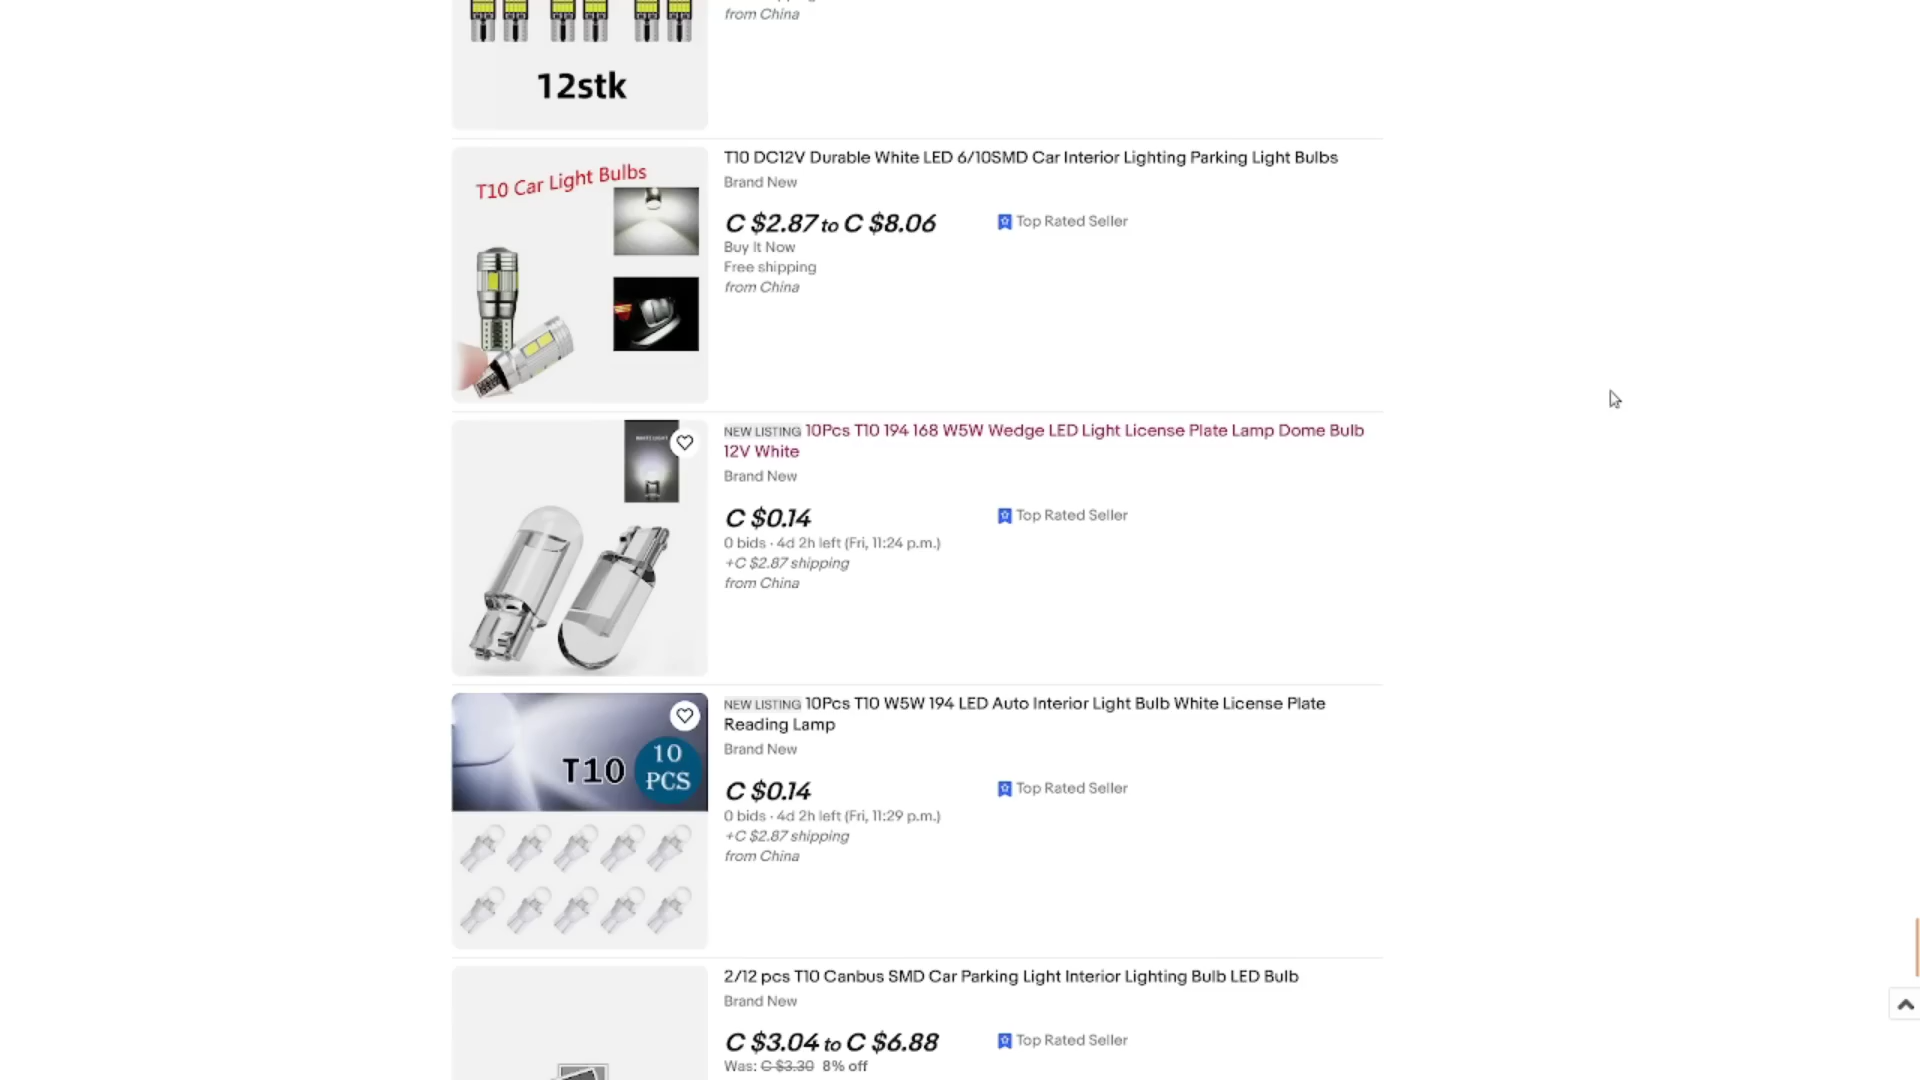 from China
12stk
T10 Car Light Bulbs
T10 DC12V Durable White LED 6/10SMD Car Interior Lighting Parking Light Bulbs
Brand New
C $2.87 to C $8.06
Top Rated Seller
Buy It Now
Free shipping
from China
WHITE LIGHT
NEW LISTING 10Pcs T10 194 168 W5W Wedge LED Light License Plate Lamp Dome Bulb
12V White
Brand New
C $0.14
Top Rated Seller
0 bids · 4d 2h left (Fri, 11:24 p.m.)
+C $2.87 shipping
from China
T10
10
PCS
NEW LISTING 10Pcs T10 W5W 194 LED Auto Interior Light Bulb White License Plate
Reading Lamp
Brand New
C $0.14
Top Rated Seller
0 bids · 4d 2h left (Fri, 11:29 p.m.)
+C $2.87 shipping
from China
2/12 pcs T10 Canbus SMD Car Parking Light Interior Lighting Bulb LED Bulb
Brand New
C $3.04 to C $6.88
Top Rated Seller
Was: C $3.30 8% off